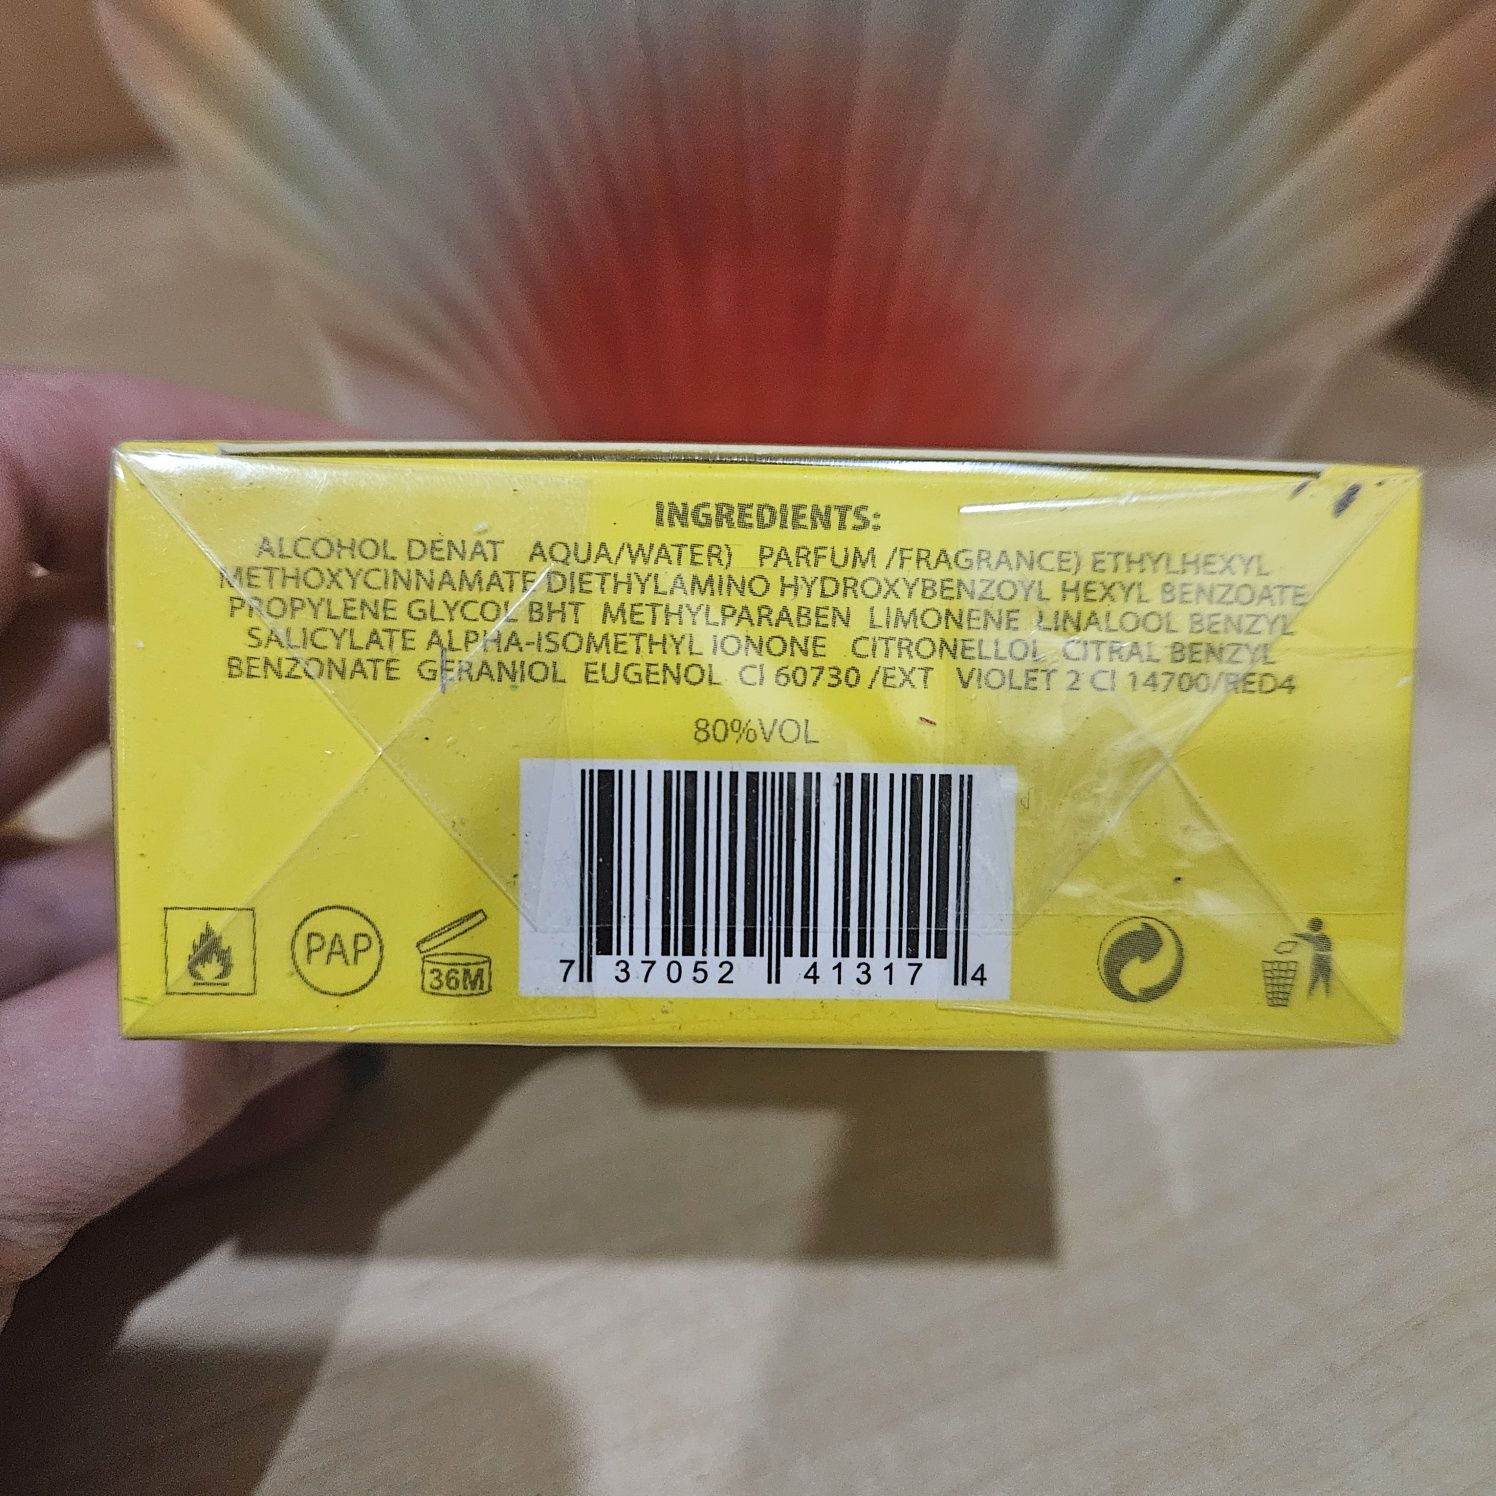 INGREDIENTS:
ALCOHOL DENAT AQUA/WATER) PARFUM /FRAGRANCE) ETHYLHEXYL
METHOXYCINNAMATE DIETHYLAMINO HYDROXYBENZOYL HEXYL BENZOATE
PROPYLENE GLYCOL BHT METHYLPARABEN LIMONENE LINALOOL BENZYL
SALICYLATE ALPHA-ISOMETHYL IONONE CITRONELLOL CITRAL BENZYL
BENZONATE GERANIOL EUGENOL CI 60730 /EXT VIOLET 2 CI 14700/RED4
80%VOL
PAP
36M
7 37052 41317 4